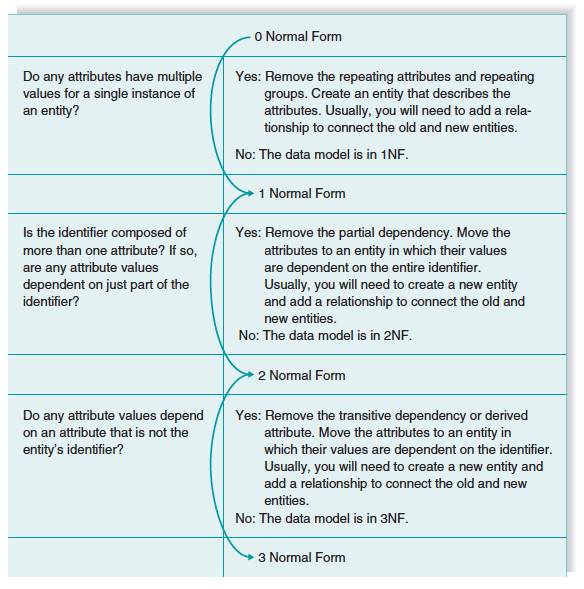 0 Normal Form
Do any attributes have multiple
values for a single instance of
an entity?
Yes: Remove the repeating attributes and repeating
groups. Create an entity that describes the
attributes. Usually, you will need to add a rela-
tionship to connect the old and new entities.
No: The data model is in 1NF.
1 Normal Form
Is the identifier composed of
more than one attribute? If so,
are any attribute values
dependent on just part of the
identifier?
Yes: Remove the partial dependency. Move the
attributes to an entity in which their values
are dependent on the entire identifier.
Usually, you will need to create a new entity
and add a relationship to connect the old and
new entities.
No: The data model is in 2NF.
2 Normal Form
Do any attribute values depend
on an attribute that is not the
entity's identifier?
Yes: Remove the transitive dependency or derived
attribute. Move the attributes to an entity in
which their values are dependent on the identifier.
Usually, you will need to create a new entity and
add a relationship to connect the old and new
entities.
No: The data model is in 3NF.
3 Normal Form